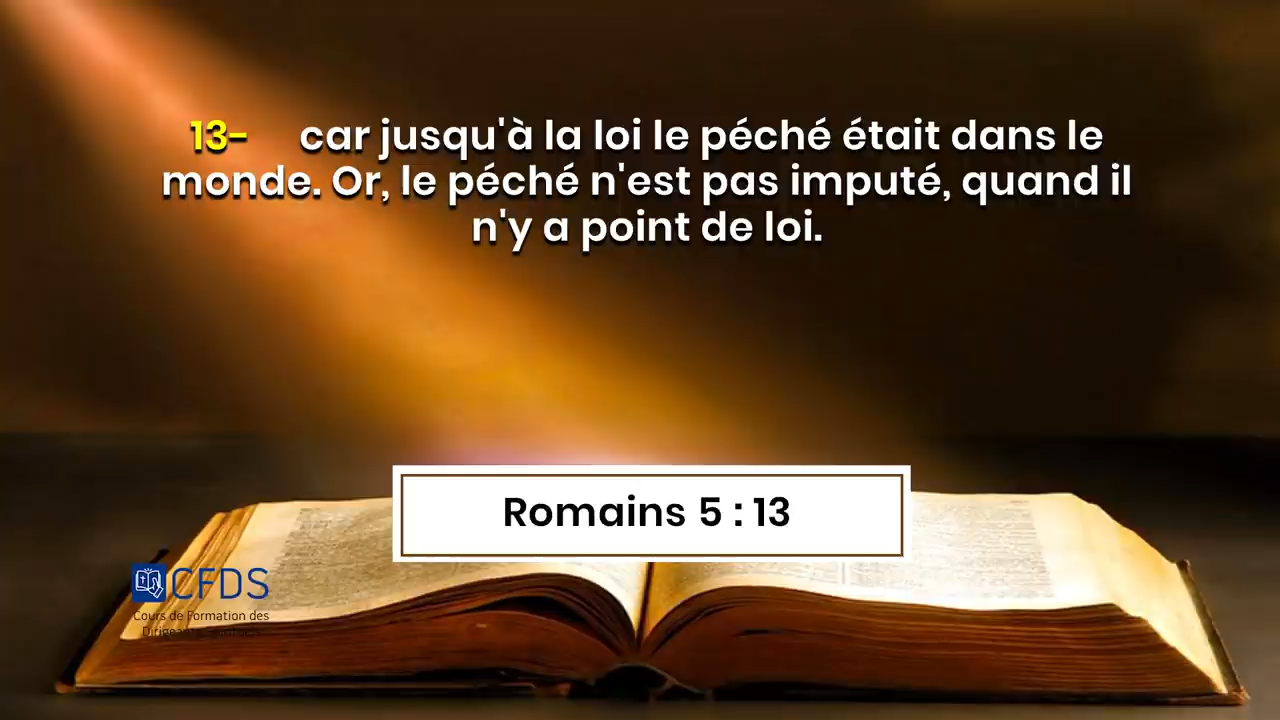 13- car jusqu'à la loi le péché était dans le
monde. Or, le péché n'est pas imputé, quand il
n'y a point de loi.
Romains 5 : 13
CFDS
Cours de Formation des